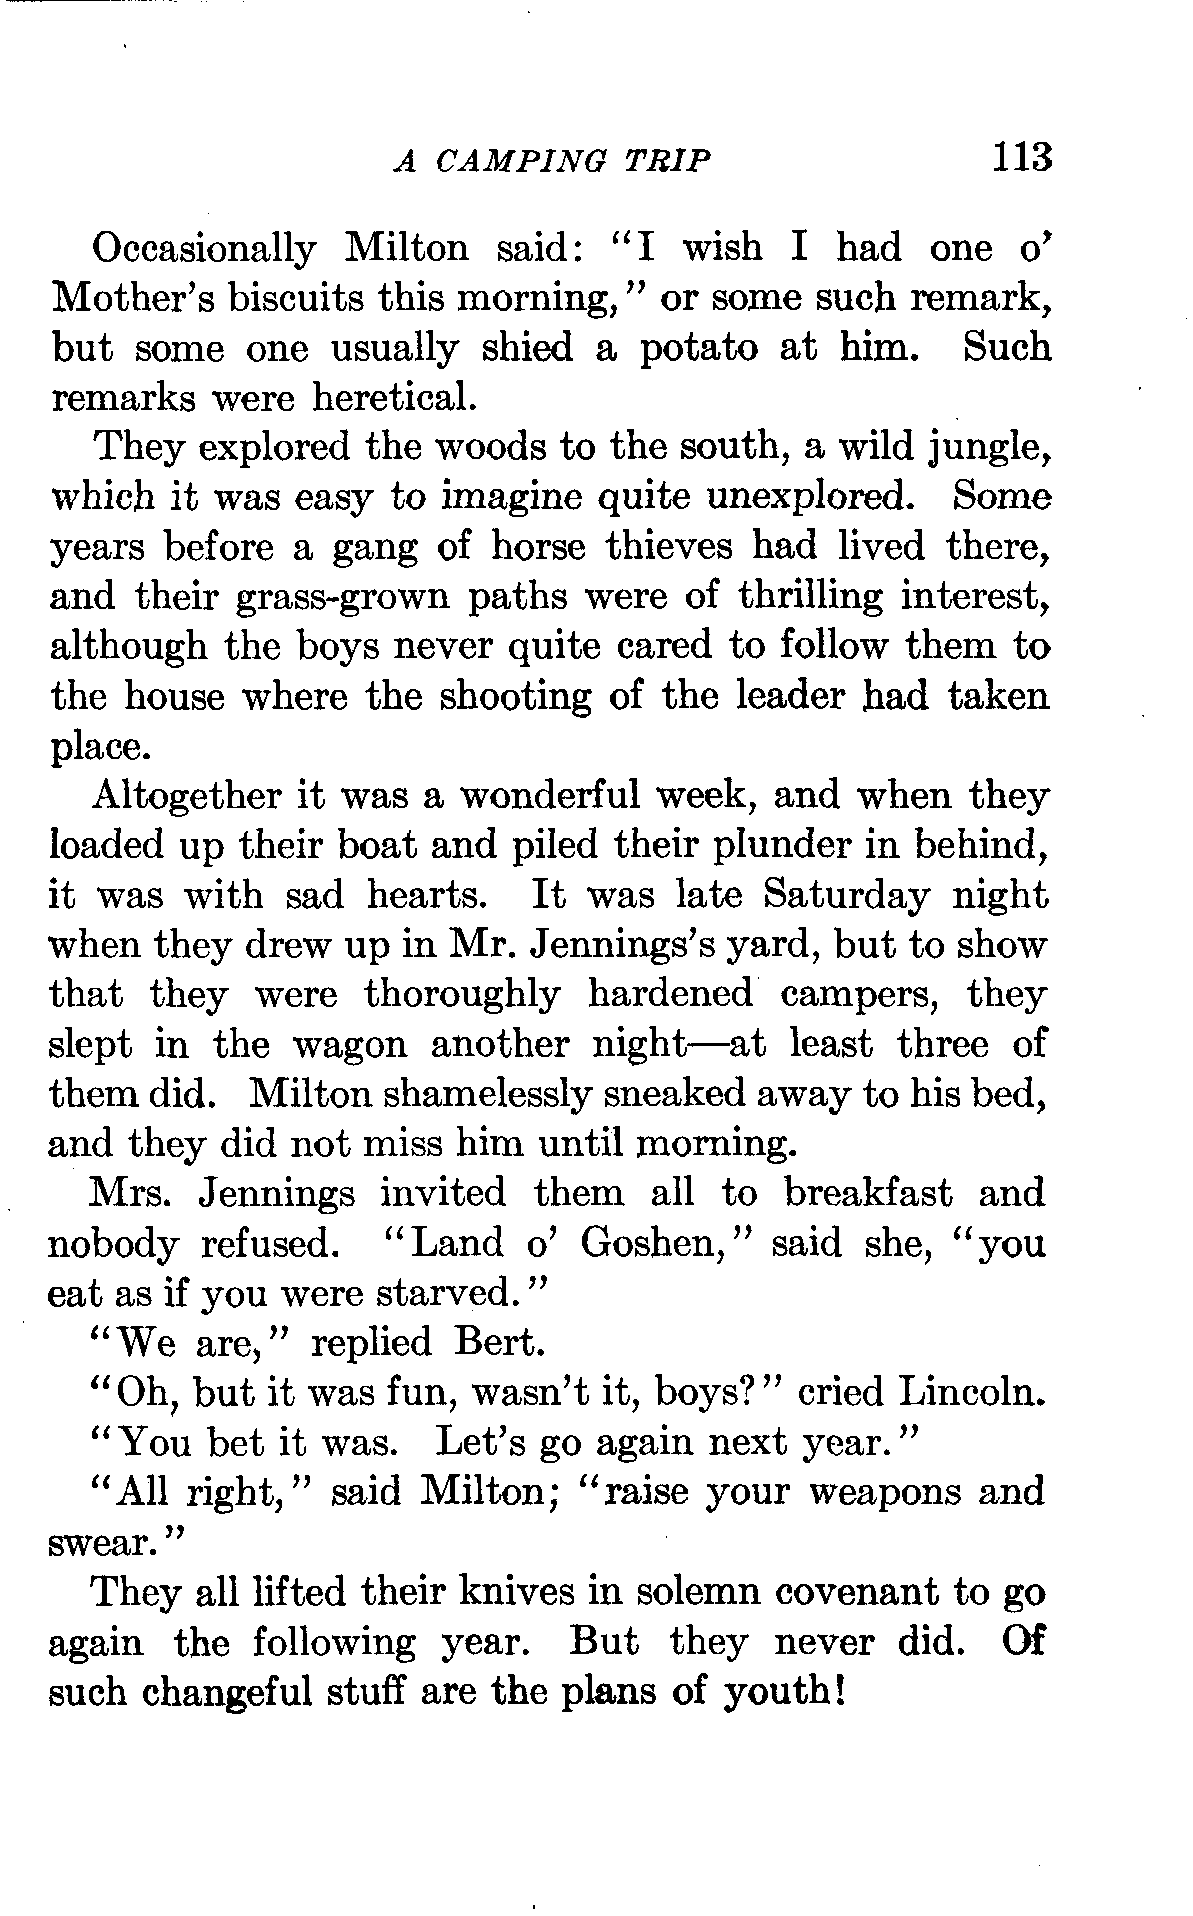 A CAMPING TRIP 113
Occasionally Milton said: "I wish I had one o'
Mother's biscuits this morning," or some such remark,
but some one usually shied a potato at him. Such
remarks were heretical.
They explored the woods to the south, a wild jungle,
which it was easy to imagine quite unexplored. Some
years before a gang of horse thieves had lived there,
and their grass-grown paths were of thrilling interest,
although the boys never quite cared to follow them to
the house where the shooting of the leader had taken
place.
Altogether it was a wonderful week, and when they
loaded up their boat and piled their plunder in behind,
it was with sad hearts. It was late Saturday night
when they drew up in Mr. Jennings's yard, but to show
that they were thoroughly hardened campers, they
slept in the wagon another night—at least three of
them did. Milton shamelessly sneaked away to his bed,
and they did not miss him until morning.
Mrs. Jennings invited them all to breakfast and
nobody refused. "Land o' Goshen," said she, "you
eat as if you were starved."
"We are," replied Bert.
"Oh, but it was fun, wasn't it, boys?" cried Lincoln.
"You bet it was. Let's go again next year."
"All right," said Milton; "raise your weapons and
swear."
They all lifted their knives in solemn covenant to go
again the following year. But they never did. Of
such changeful stuff are the plans of youth!